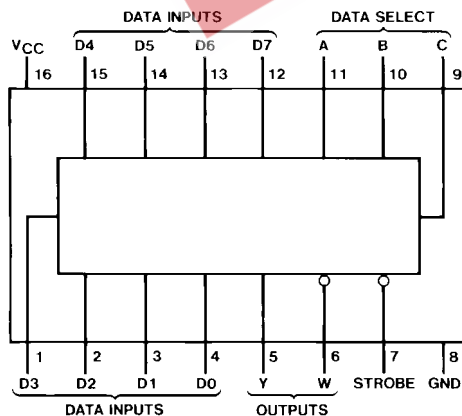 DATA INPUTS DATA SELECT
VCC D4 D5 D6 D7 A B C
16 15 14 13 12 11 10 9
1 2 3 4 5 6 7 8
D3 D2 D1 D0 Y W STROBE GND
DATA INPUTS OUTPUTS